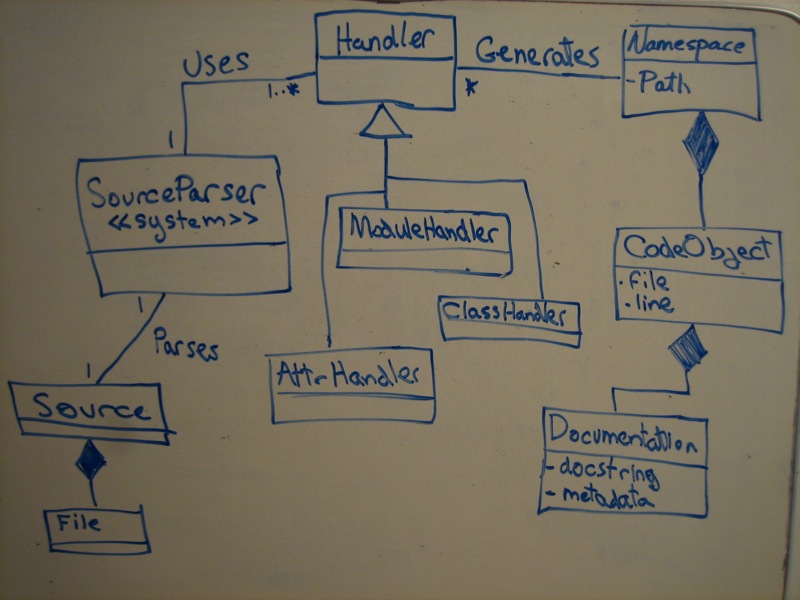 Handler
Uses
1..*
Generates
*
Namespace
-Path
1
SourceParser
<<system>>
ModuleHandler
CodeObject
.file
.line
ClassHandler
1
Parses
1
AttrHandler
Source
Documentation
- docstring
- metadata
File